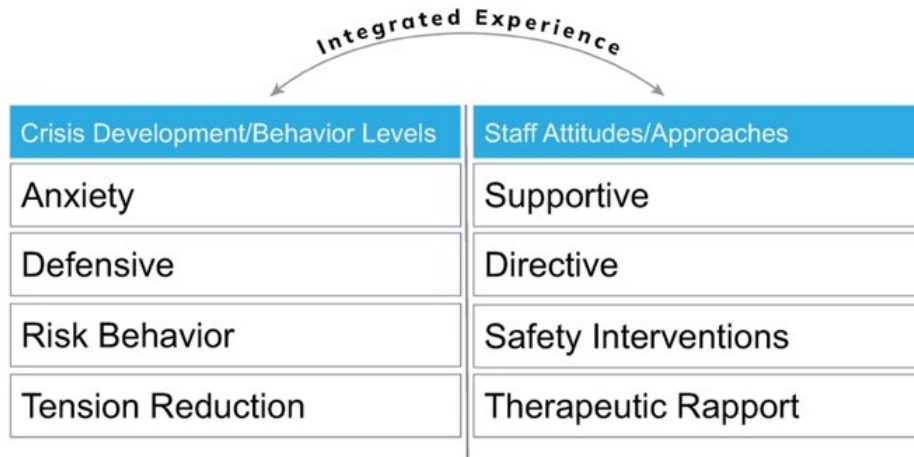 Integrated Experience
Crisis Development/Behavior Levels Staff Attitudes/Approaches
Anxiety Supportive
Defensive Directive
Risk Behavior Safety Interventions
Tension Reduction Therapeutic Rapport